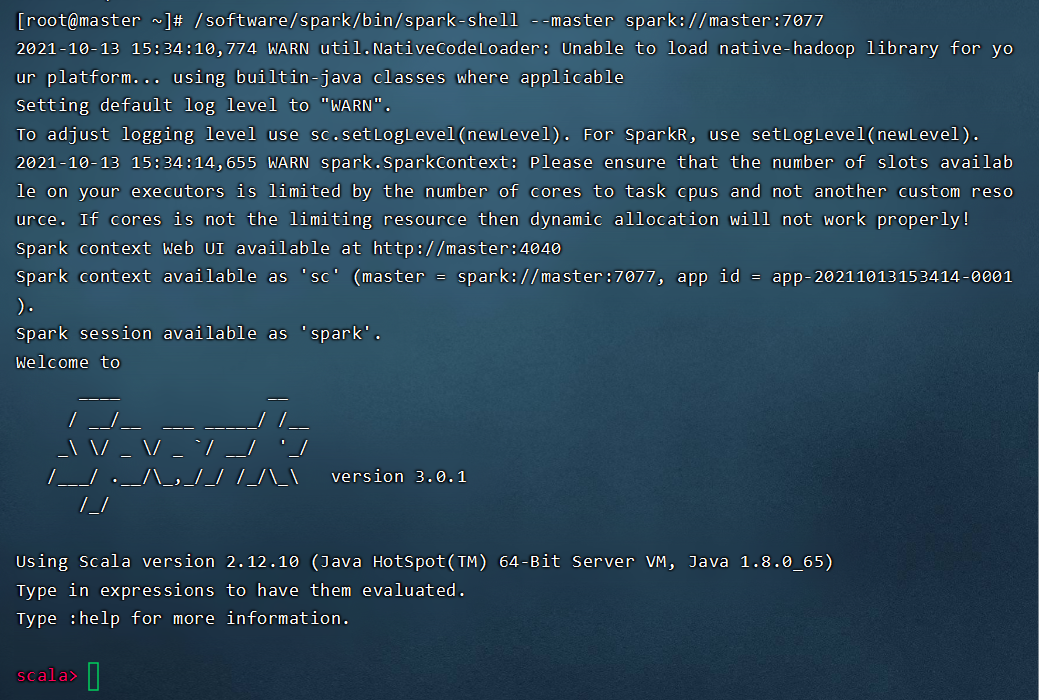 [root@master ~]# /software/spark/bin/spark-shell --master spark://master:7077
2021-10-13 15:34:10,774 WARN util.NativeCodeLoader: Unable to load native-hadoop library for yo
ur platform... using builtin-java classes where applicable
Setting default log level to "WARN".
To adjust logging level use sc.setLogLevel(newLevel). For SparkR, use setLogLevel(newLevel).
2021-10-13 15:34:14,655 WARN spark.SparkContext: Please ensure that the number of slots availab
le on your executors is limited by the number of cores to task cpus and not another custom reso
urce. If cores is not the limiting resource then dynamic allocation will not work properly!
Spark context Web UI available at http://master:4040
Spark context available as 'sc' (master = spark://master:7077, app id = app-20211013153414-0001
).
Spark session available as 'spark'.
Welcome to
      ____              __
     / __/__  ___ _____/ /__
    _\ \/ _ \/ _ `/ __/  '_/
   /___/ .__/\_,_/_/ /_/\_\   version 3.0.1
      /_/
Using Scala version 2.12.10 (Java HotSpot(TM) 64-Bit Server VM, Java 1.8.0_65)
Type in expressions to have them evaluated.
Type :help for more information.
scala>